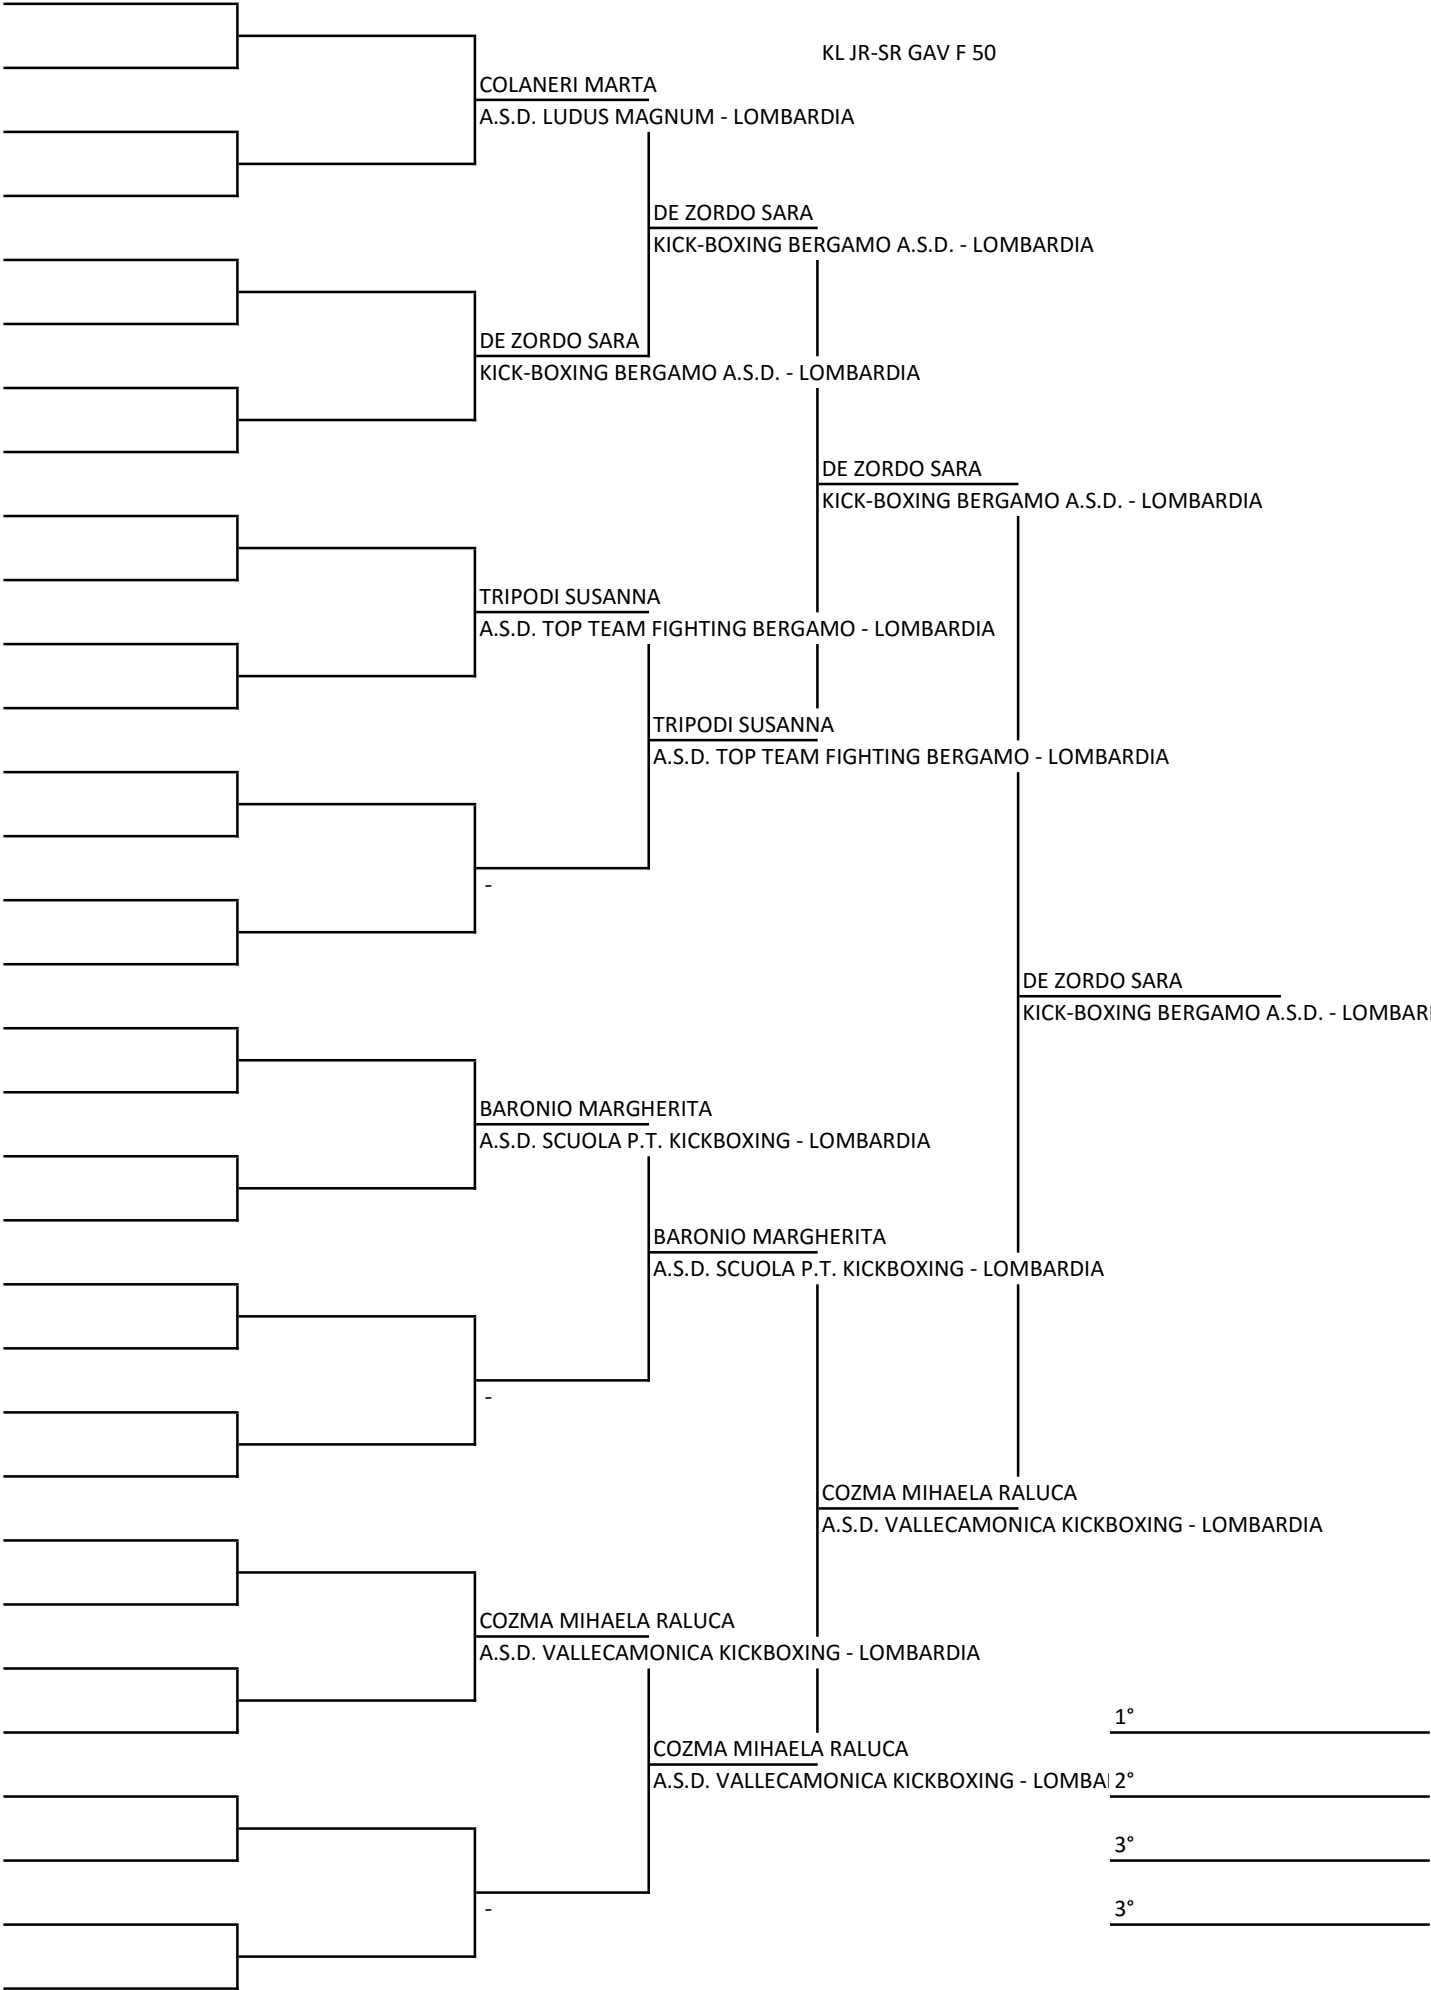 KL JR-SR GAV F 50
COLANERI MARTA
A.S.D. LUDUS MAGNUM - LOMBARDIA
DE ZORDO SARA
KICK-BOXING BERGAMO A.S.D. - LOMBARDIA
DE ZORDO SARA
KICK-BOXING BERGAMO A.S.D. - LOMBARDIA
DE ZORDO SARA
KICK-BOXING BERGAMO A.S.D. - LOMBARDIA
TRIPODI SUSANNA
A.S.D. TOP TEAM FIGHTING BERGAMO - LOMBARDIA
TRIPODI SUSANNA
A.S.D. TOP TEAM FIGHTING BERGAMO - LOMBARDIA
-
DE ZORDO SARA
KICK-BOXING BERGAMO A.S.D. - LOMBAR
BARONIO MARGHERITA
A.S.D. SCUOLA P.T. KICKBOXING - LOMBARDIA
BARONIO MARGHERITA
A.S.D. SCUOLA P.T. KICKBOXING - LOMBARDIA
-
COZMA MIHAELA RALUCA
A.S.D. VALLECAMONICA KICKBOXING - LOMBARDIA
COZMA MIHAELA RALUCA
A.S.D. VALLECAMONICA KICKBOXING - LOMBARDIA
1°
COZMA MIHAELA RALUCA
A.S.D. VALLECAMONICA KICKBOXING - LOMBA
2°
3°
-
3°